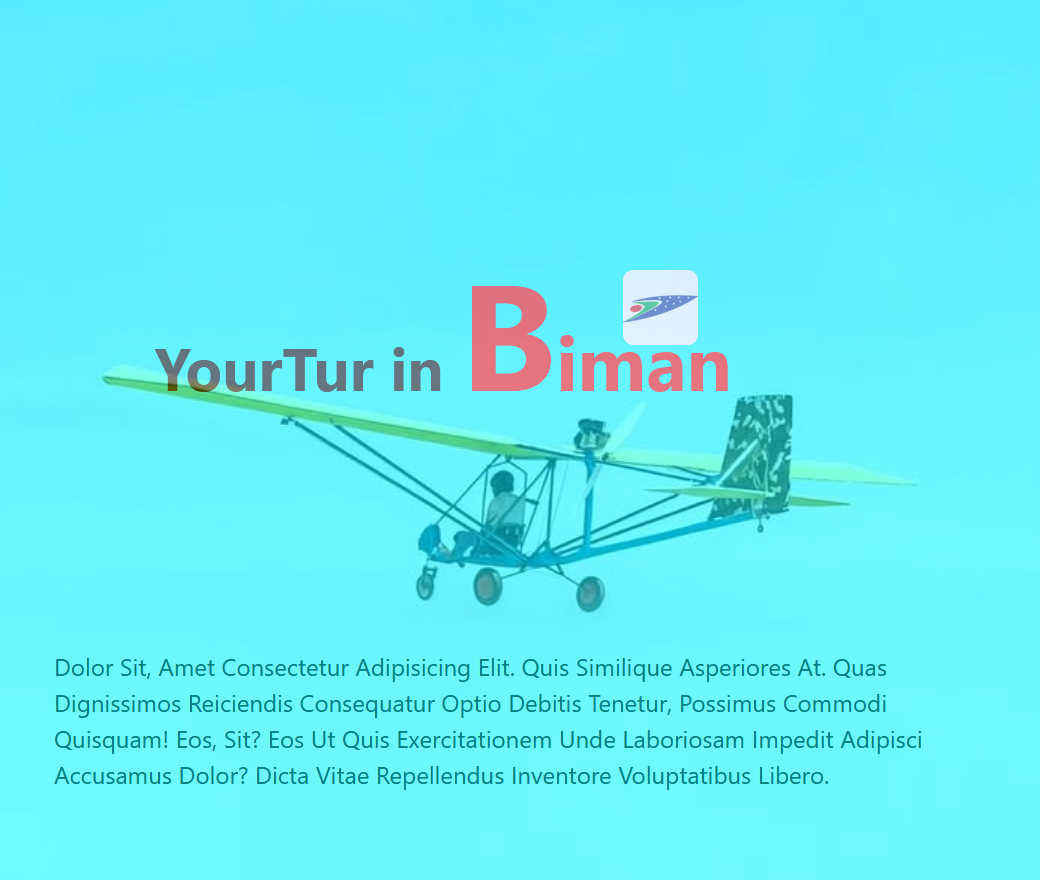 YourTur in Biman
Dolor Sit, Amet Consectetur Adipisicing Elit. Quis Similique Asperiores At. Quas
Dignissimos Reiciendis Consequatur Optio Debitis Tenetur, Possimus Commodi
Quisquam! Eos, Sit? Eos Ut Quis Exercitationem Unde Laboriosam Impedit Adipisci
Accusamus Dolor? Dicta Vitae Repellendus Inventore Voluptatibus Libero.